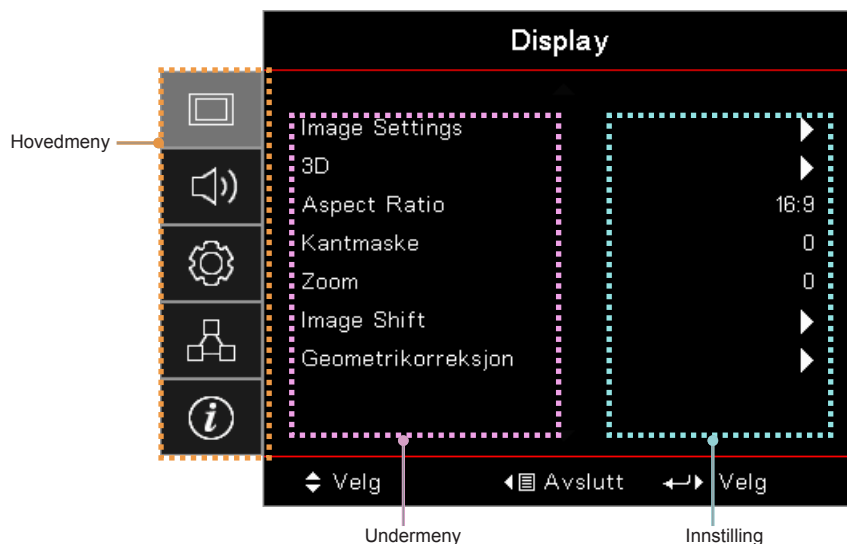 Display
Hovedmeny
Image Settings
3D
Aspect Ratio 16:9
Kantmaske 0
Zoom 0
Image Shift
Geometrikorreksjon
i
Velg Avslutt Velg
Undermeny Innstilling